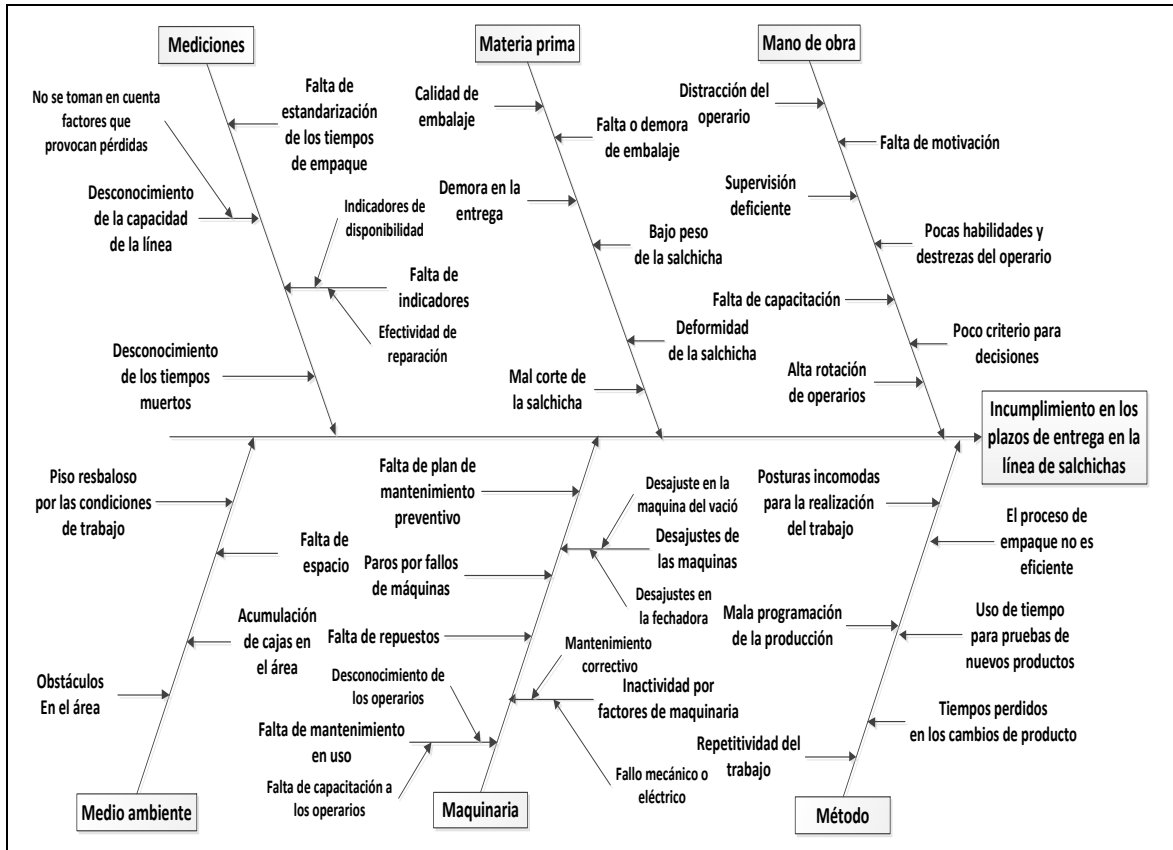 Mediciones
Materia prima
Mano de obra
No se toman en cuenta
factores que
provocan pérdidas
Falta de
estandarización
de los tiempos
de empaque
Desconocimiento
de la capacidad
de la línea
Indicadores de
disponibilidad
Falta de
indicadores
Efectividad de
reparación
Desconocimiento
de los tiempos
muertos
Calidad de
embalaje
Falta o demora
de embalaje
Demora en la
entrega
Bajo peso
de la salchicha
Deformidad
de la salchicha
Mal corte de
la salchicha
Distracción del
operario
Falta de motivación
Supervisión
deficiente
Pocas habilidades y
destrezas del operario
Falta de capacitación
Poco criterio para
decisiones
Alta rotación
de operarios
Incumplimiento en los
plazos de entrega en la
línea de salchichas
Piso resbaloso
por las condiciones
de trabajo
Falta de
espacio
Acumulación
de cajas en
el área
Obstáculos
En el área
Falta de plan de
mantenimiento
preventivo
Desajuste en la
maquina del vació
Desajustes de
las maquinas
Paros por fallos
de máquinas
Desajustes en
la fechadora
Falta de repuestos
Mantenimiento
correctivo
Desconocimiento de
los operarios
Inactividad por
factores de maquinaria
Falta de mantenimiento
en uso
Falta de capacitación a
los operarios
Fallo mecánico o
eléctrico
Posturas incomodas
para la realización
del trabajo
El proceso de
empaque no es
eficiente
Mala programación
de la producción
Uso de tiempo
para pruebas de
nuevos productos
Tiempos perdidos
en los cambios de producto
Repetitividad del
trabajo
Medio ambiente
Maquinaria
Método